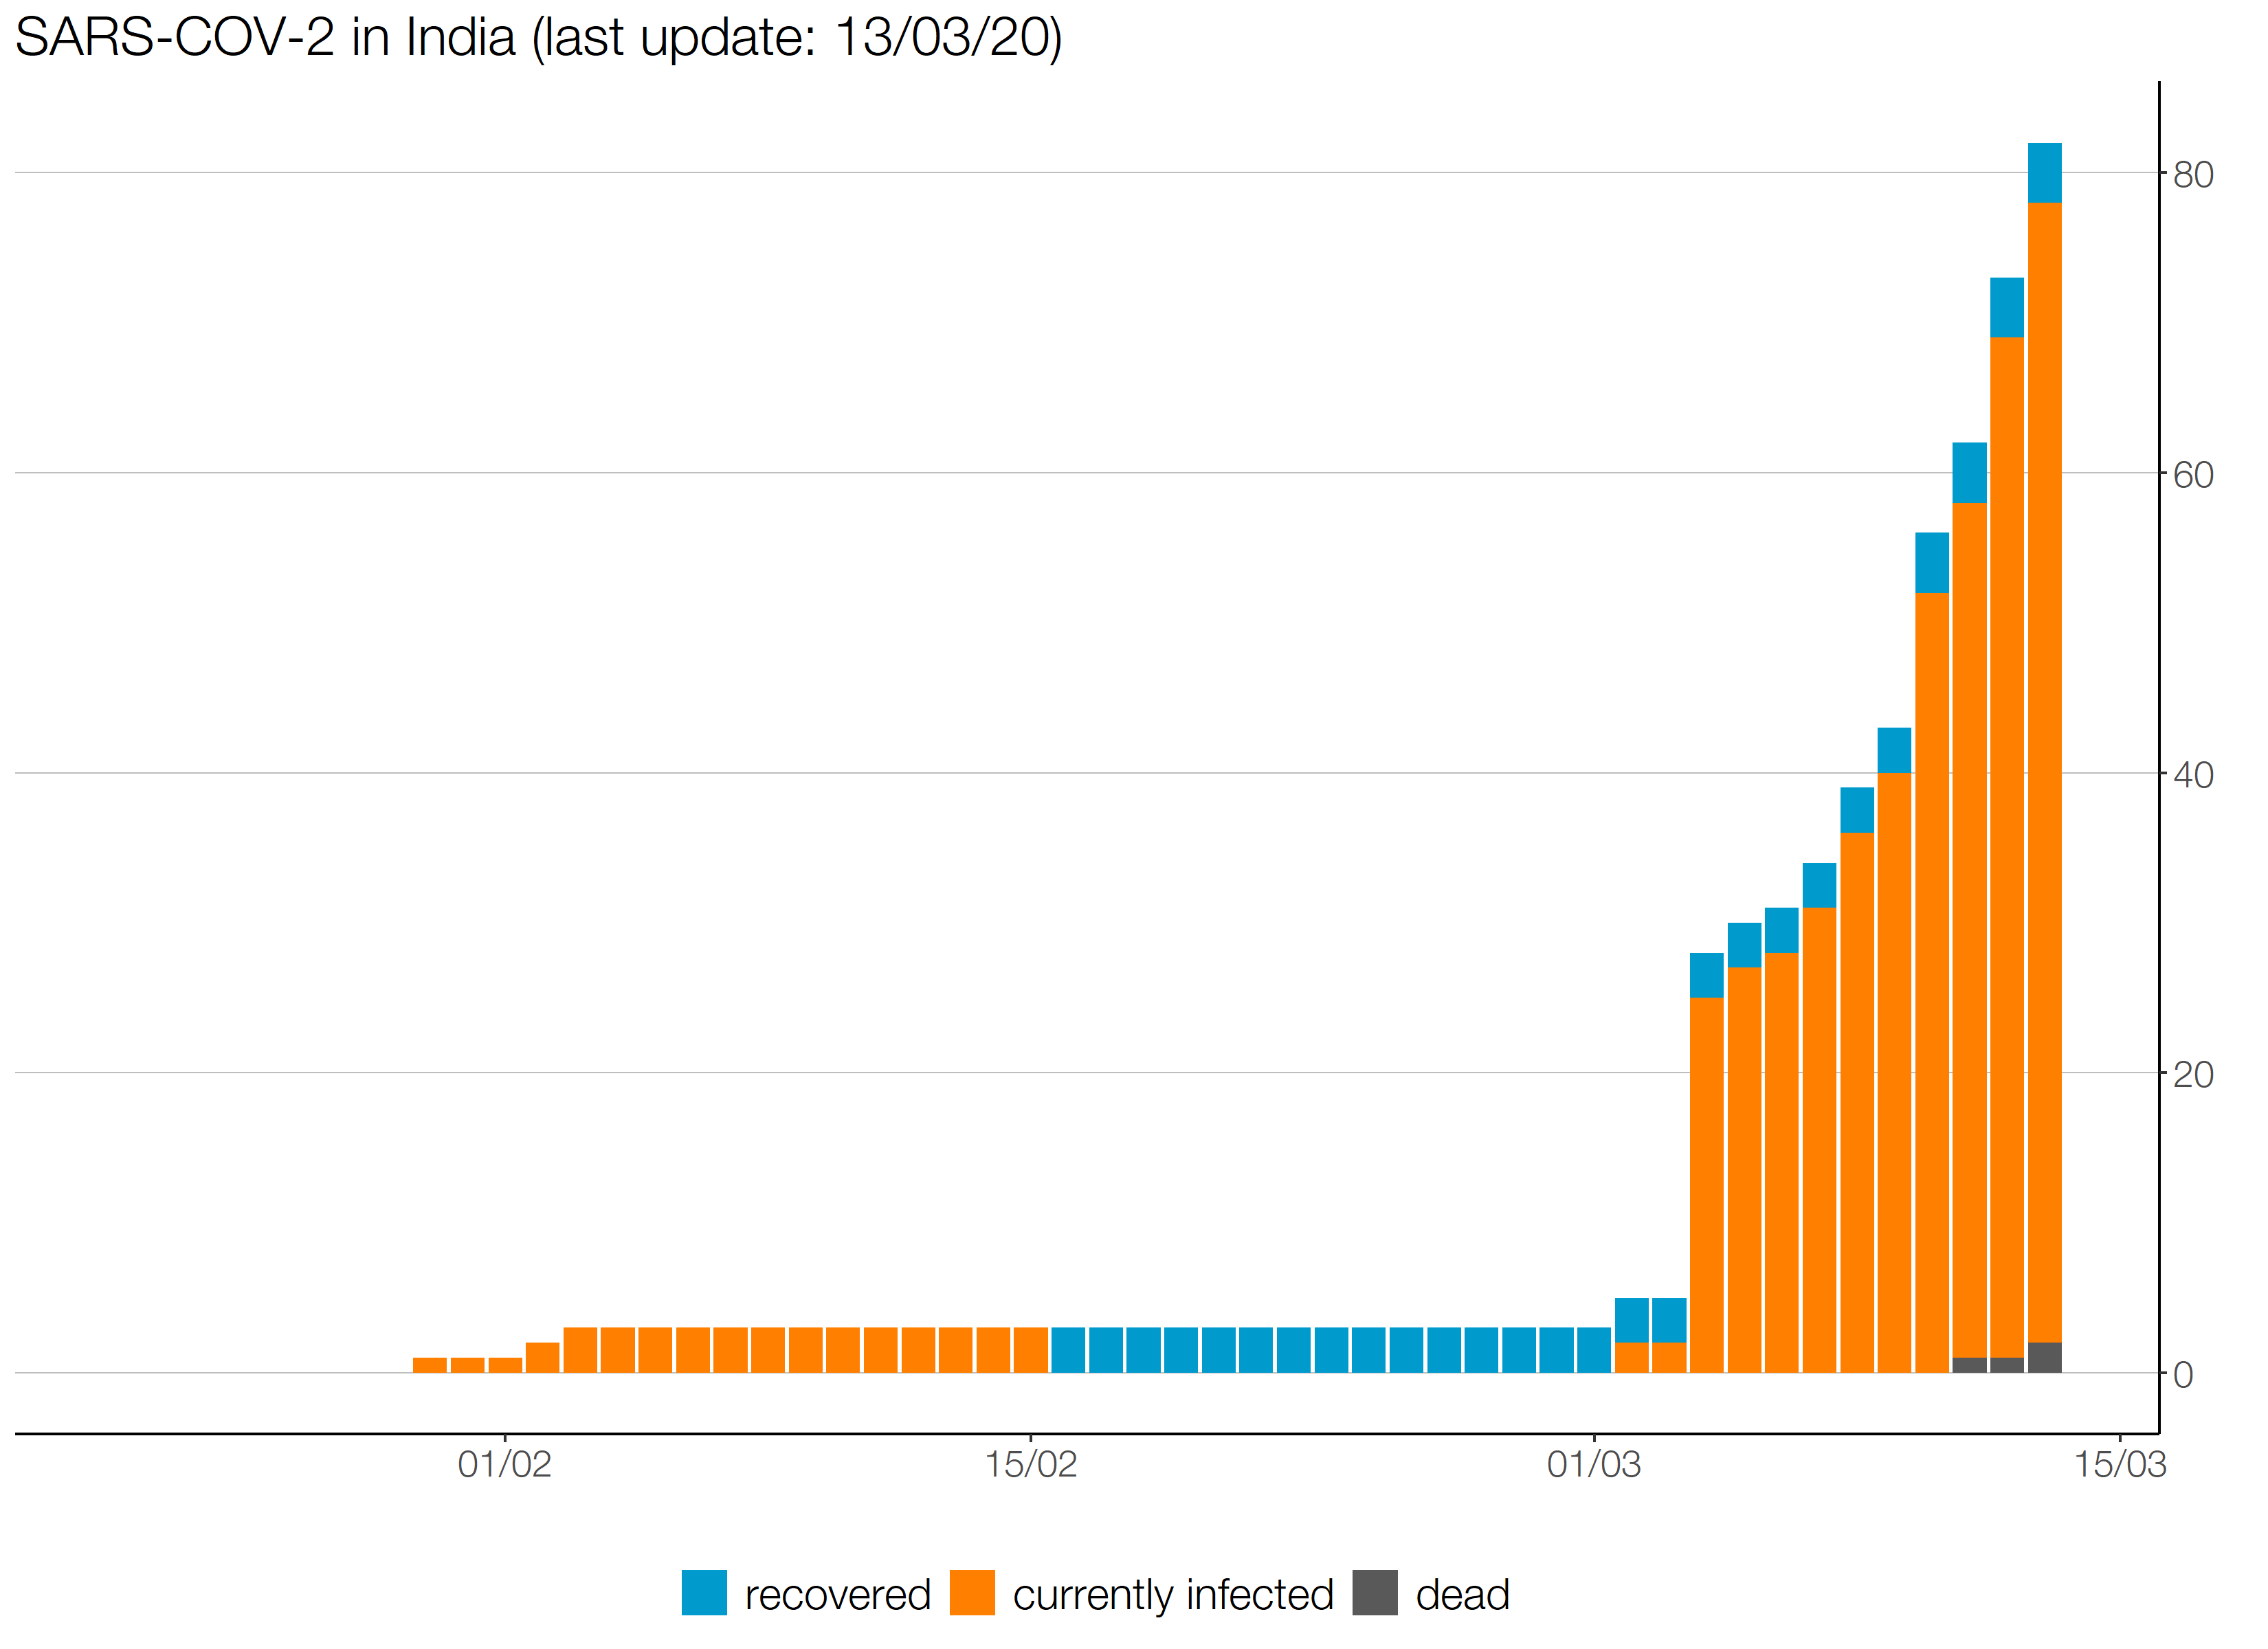 SARS-COV-2 in India (last update: 13/03/20)
80
60
40
20
0
01/02 15/02 01/03 15/03
recovered currently infected dead